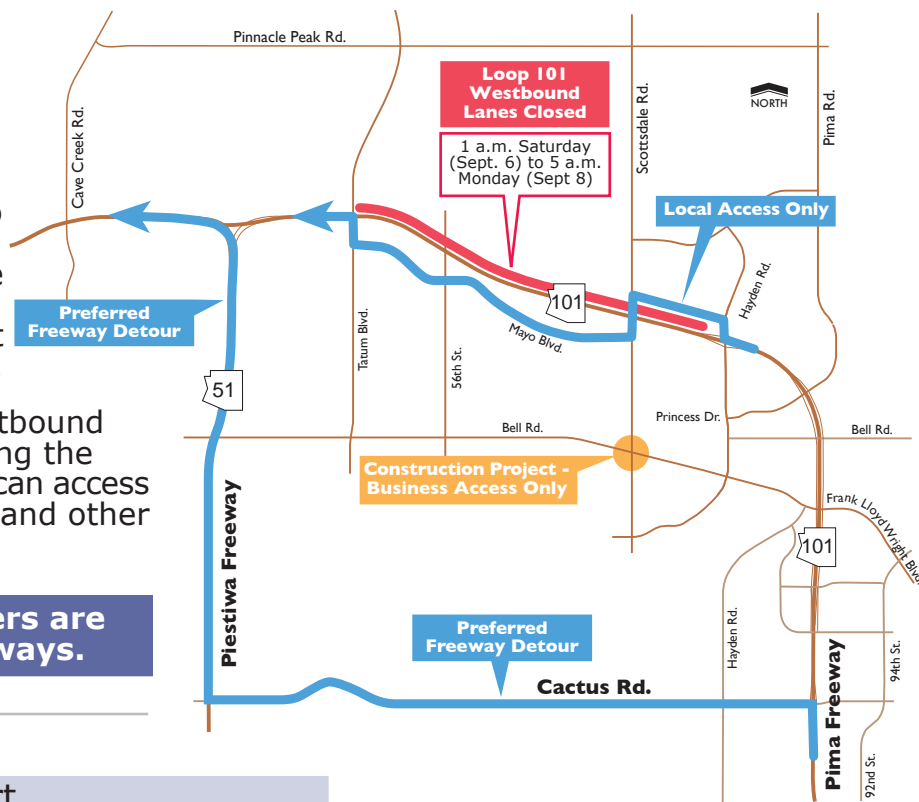 Pinnacle Peak Rd.
Loop 101
Westbound
Lanes Closed
1 a.m. Saturday
(Sept. 6) to 5 a.m.
Monday (Sept 8)
NORTH
Cave Creek Rd.
Scottsdale Rd.
Pima Rd.
Local Access Only
Hayden Rd.
Preferred
Freeway Detour
101
Mayo Blvd.
Tatum Blvd.
56th St.
51
tbound
ng the
can access
and other
Princess Dr.
Bell Rd.
Bell Rd.
Construction Project -
Business Access Only
Frank Lloyd Wright Blvd.
101
Piestiwa Freeway
ers are
ways.
Preferred
Freeway Detour
Hayden Rd.
94th St.
Cactus Rd.
Pima Freeway
92nd St.